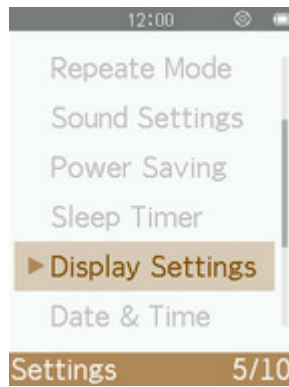 12:00
Repeate Mode
Sound Settings
Power Saving
Sleep Timer
Display Settings
Date & Time
Settings 5/10